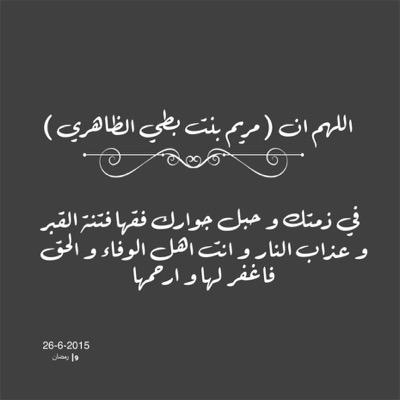 اللهم ان ( مريم بنت بطي الظاهري )
في ذمتك و حبل جوارك فقها فتنة القبر
و عذاب النار و انت اهل الوفاء و الحق
فاغفر لها و ارحمها
26-6-2015
رمضان